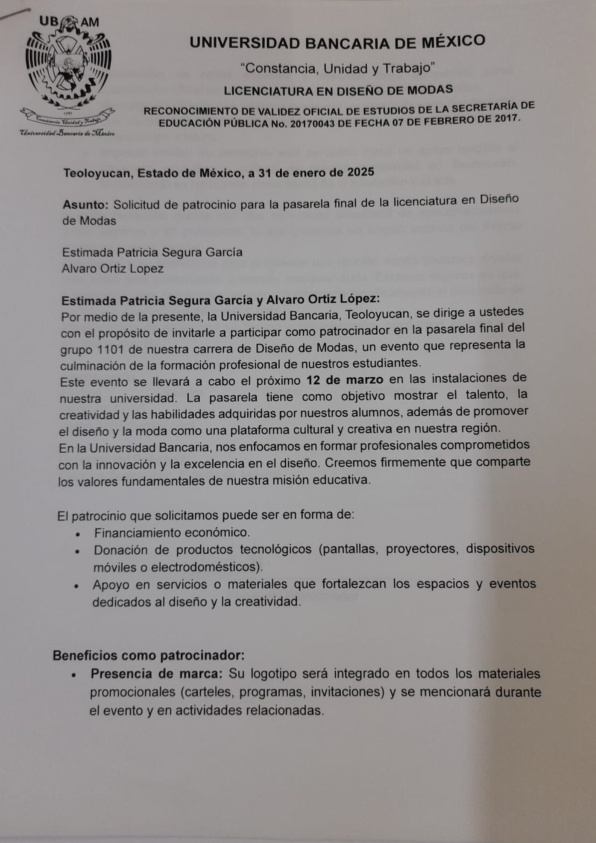 UB AM
Constancia, Unidad y Trabajo
Universidad Bancaria de México
UNIVERSIDAD BANCARIA DE MÉXICO
“Constancia, Unidad y Trabajo”
LICENCIATURA EN DISEÑO DE MODAS
RECONOCIMIENTO DE VALIDEZ OFICIAL DE ESTUDIOS DE LA SECRETARÍA DE
EDUCACIÓN PÚBLICA No. 20170043 DE FECHA 07 DE FEBRERO DE 2017.
Teoloyucan, Estado de México, a 31 de enero de 2025
Asunto: Solicitud de patrocinio para la pasarela final de la licenciatura en Diseño
de Modas
Estimada Patricia Segura García
Alvaro Ortiz Lopez
Estimada Patricia Segura García y Alvaro Ortiz López:
Por medio de la presente, la Universidad Bancaria, Teoloyucan, se dirige a ustedes
con el propósito de invitarle a participar como patrocinador en la pasarela final del
grupo 1101 de nuestra carrera de Diseño de Modas, un evento que representa la
culminación de la formación profesional de nuestros estudiantes.
Este evento se llevará a cabo el próximo 12 de marzo en las instalaciones de
nuestra universidad. La pasarela tiene como objetivo mostrar el talento, la
creatividad y las habilidades adquiridas por nuestros alumnos, además de promover
el diseño y la moda como una plataforma cultural y creativa en nuestra región.
En la Universidad Bancaria, nos enfocamos en formar profesionales comprometidos
con la innovación y la excelencia en el diseño. Creemos firmemente que comparte
los valores fundamentales de nuestra misión educativa.
El patrocinio que solicitamos puede ser en forma de:
• Financiamiento económico.
• Donación de productos tecnológicos (pantallas, proyectores, dispositivos
móviles o electrodomésticos).
• Apoyo en servicios o materiales que fortalezcan los espacios y eventos
dedicados al diseño y la creatividad.
Beneficios como patrocinador:
• Presencia de marca: Su logotipo será integrado en todos los materiales
promocionales (carteles, programas, invitaciones) y se mencionará durante
el evento y en actividades relacionadas.